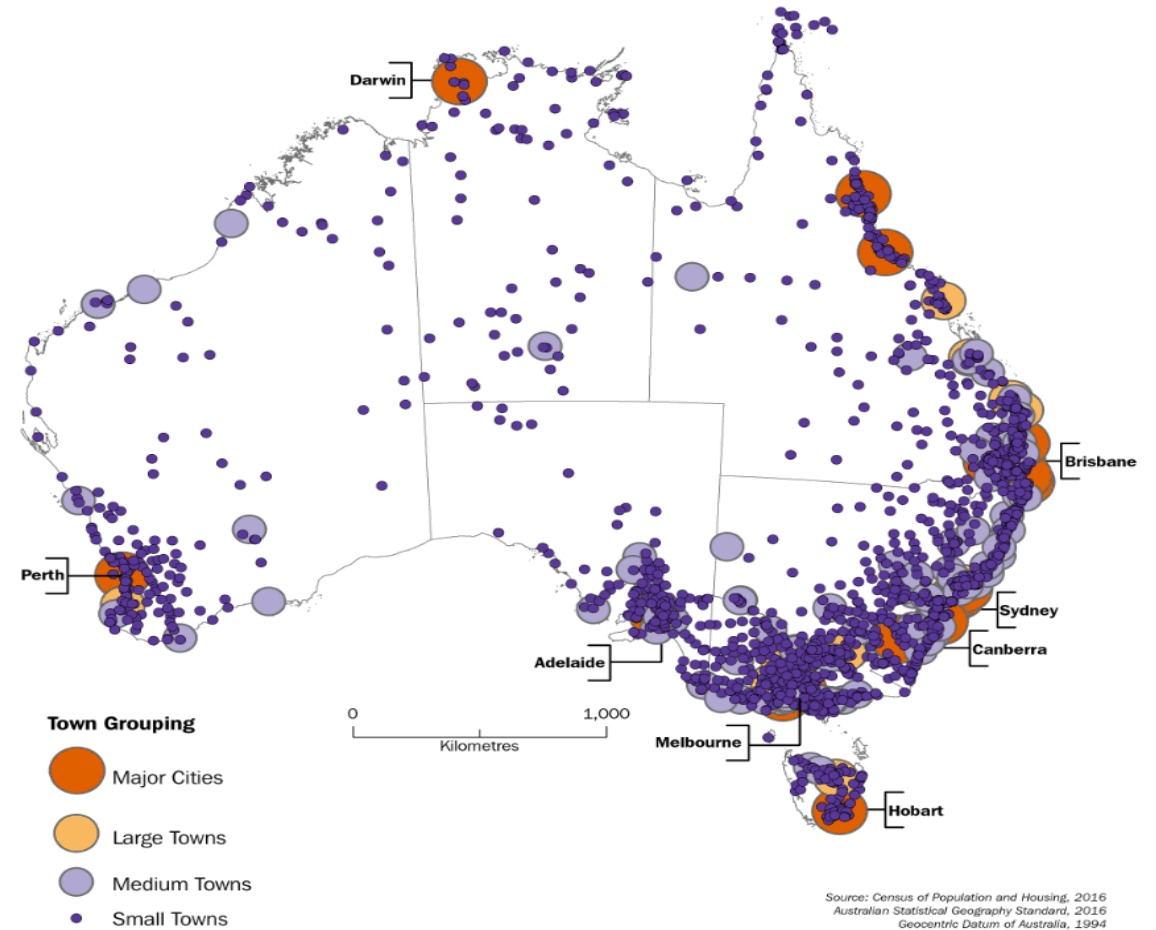 Darwin
Brisbane
Perth
Sydney
Canberra
Adelaide
Melbourne
Hobart
0 1,000
Kilometres
Town Grouping
Major Cities
Large Towns
Medium Towns
Small Towns
Source: Census of Population and Housing, 2016
Australian Statistical Geography Standard, 2016
Geocentric Datum of Australia, 1994